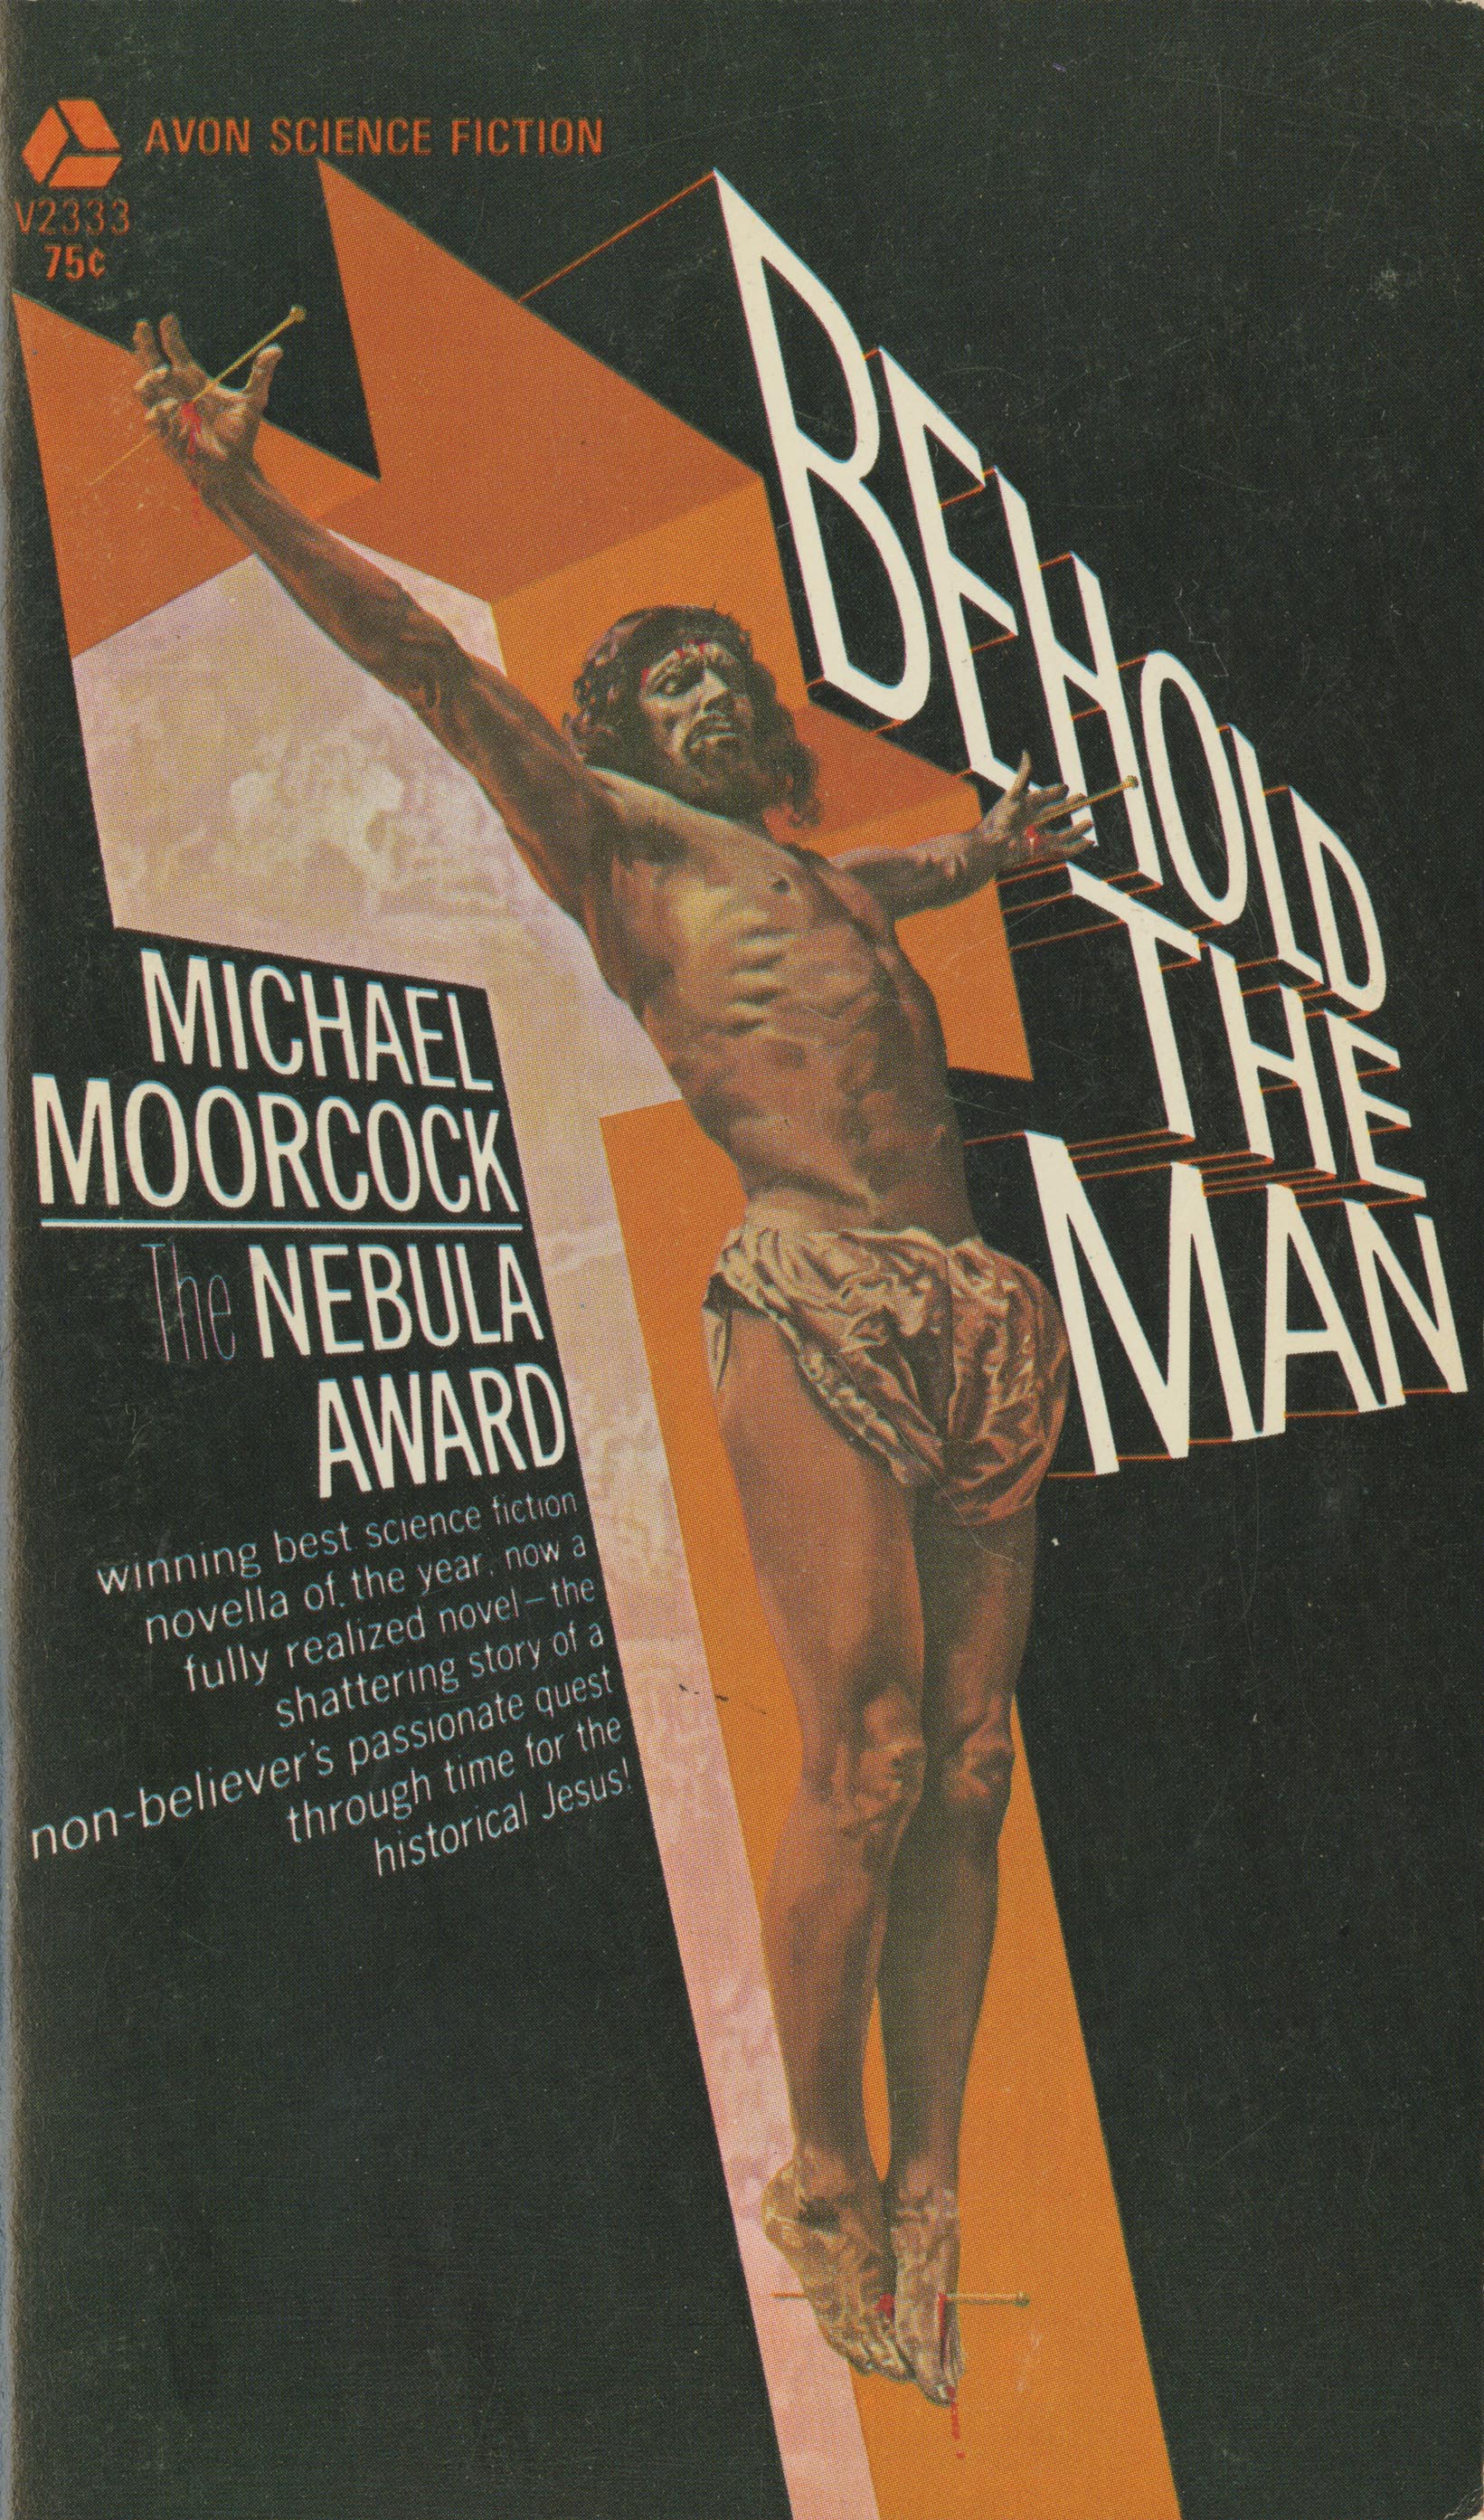 AVON SCIENCE FICTION
V2333
75¢
BEHOLD
THE
MAN
MICHAEL
MOORCOCK
The NEBULA
AWARD
winning best science fiction
novella of the year, now a
fully realized novel—the
shattering story of a
non-believer's passionate quest
through time for the
historical Jesus!